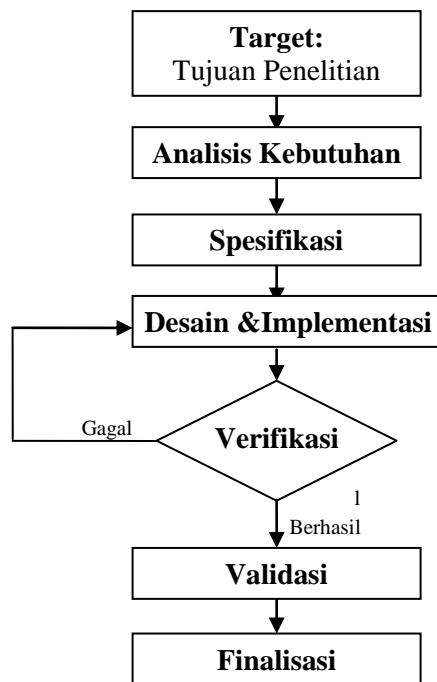 Target:
Tujuan Penelitian
Analisis Kebutuhan
Spesifikasi
Desain &Implementasi
Gagal
Verifikasi
l
Berhasil
Validasi
Finalisasi